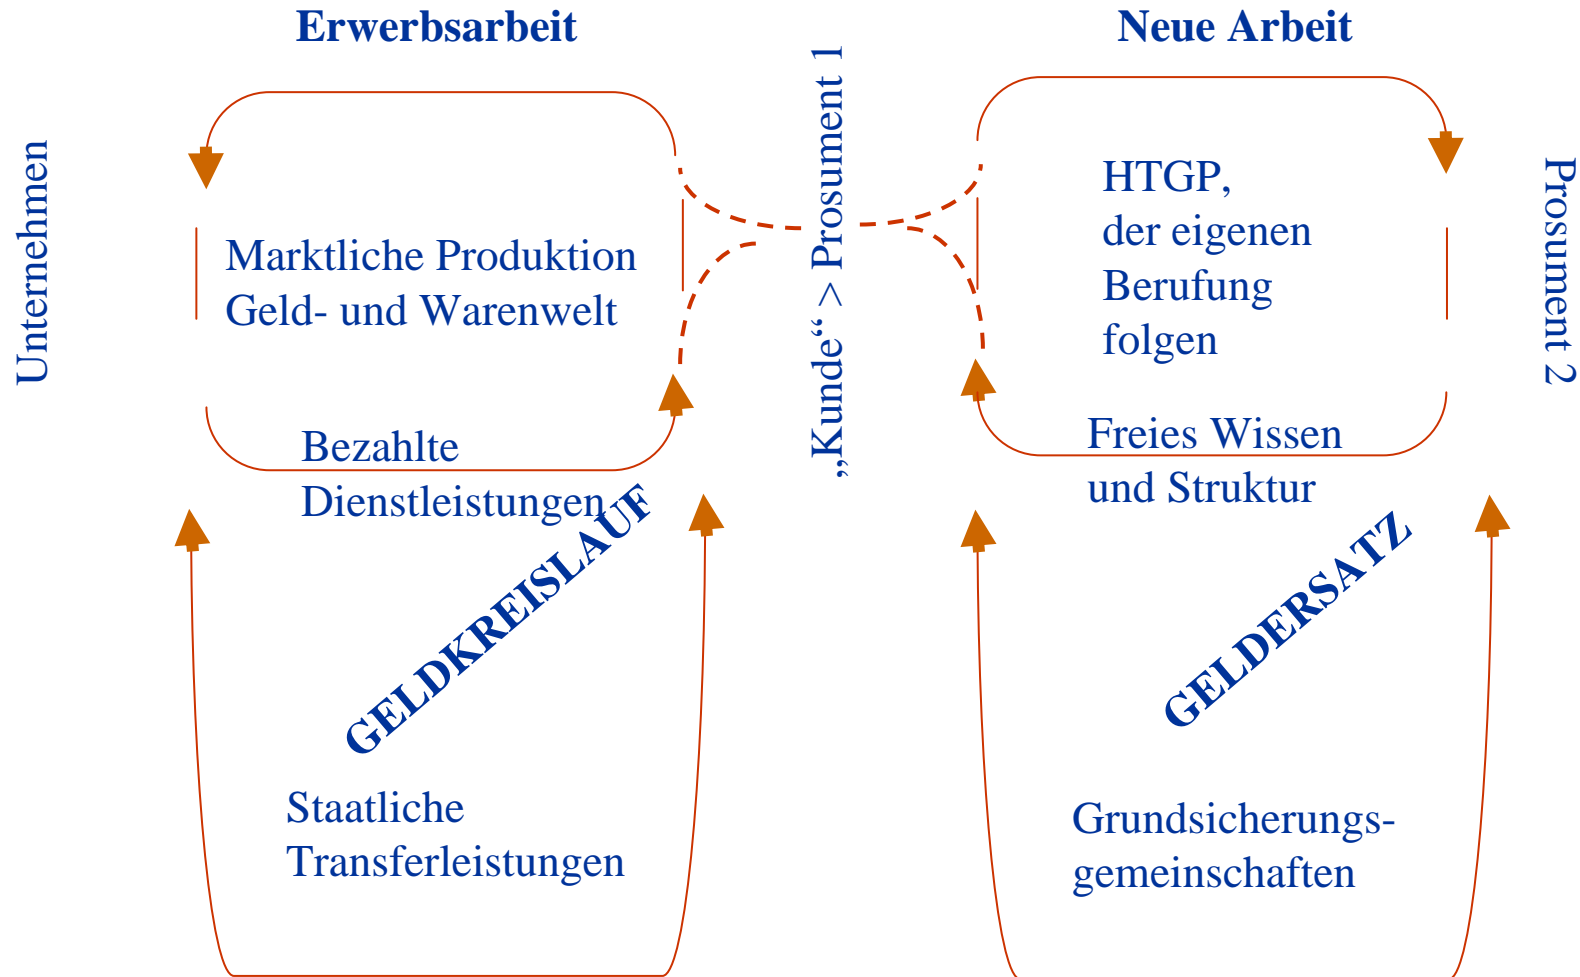 Erwerbsarbeit
Neue Arbeit
Unternehmen
Marktliche Produktion
Geld- und Warenwelt
Bezahlte
Dienstleistungen
GELDKREISLAUF
Staatliche
Transferleistungen
„Kunde“ > Prosument 1
HTGP,
der eigenen
Berufung
folgen
Freies Wissen
und Struktur
GELDERSATZ
Grundsicherungs-
gemeinschaften
Prosument 2